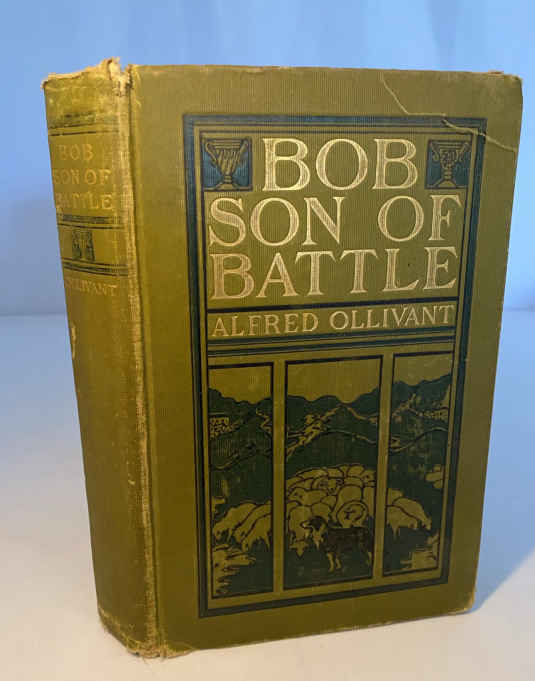 BOB
SON OF
BATTLE
OLLIVANT
BOB
SON OF
BATTLE
ALFRED OLLIVANT